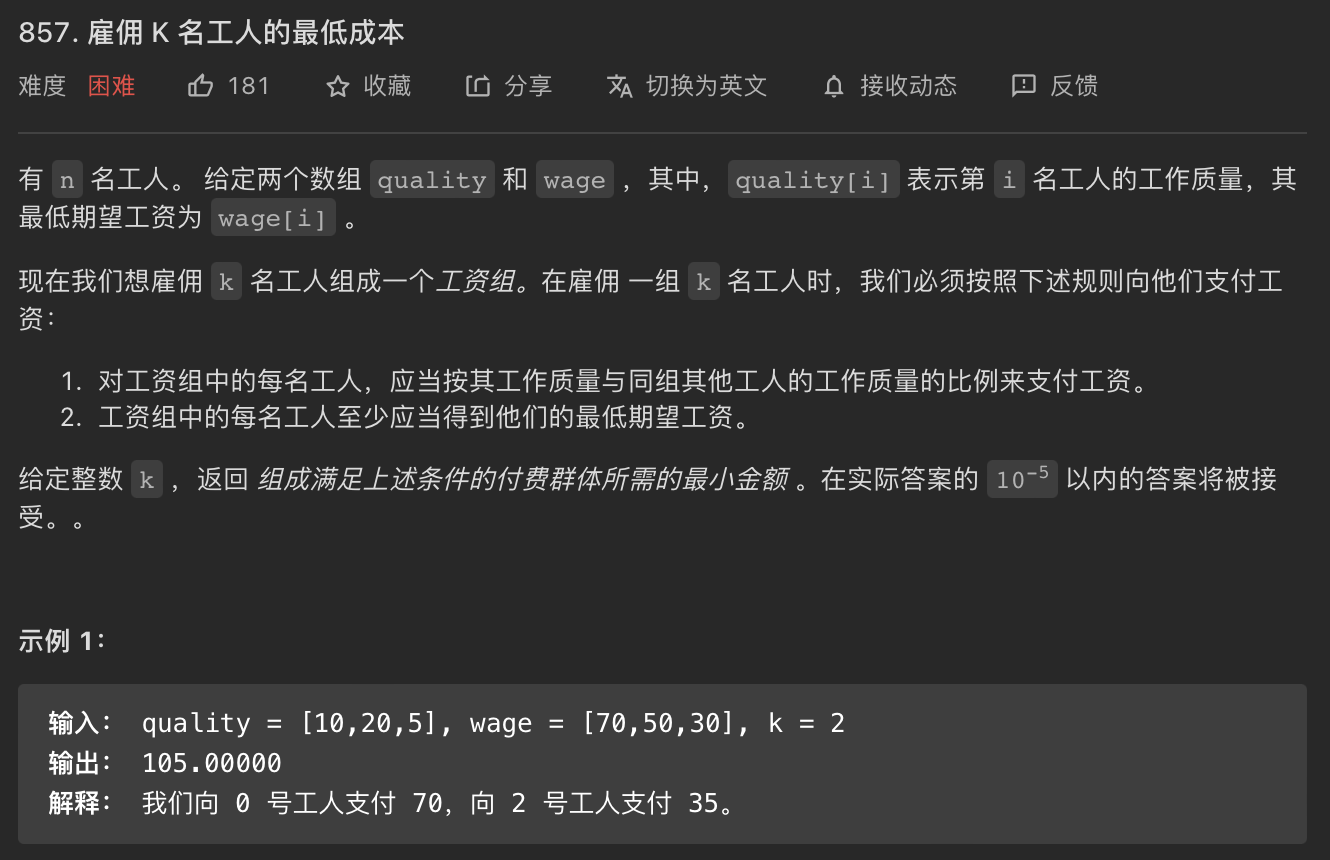 857. 雇佣 K 名工人的最低成本
难度 困难 181 收藏 分享 切换为英文 接收动态 反馈
有 n 名工人。 给定两个数组 quality 和 wage ，其中，quality[i] 表示第 i 名工人的工作质量，其
最低期望工资为 wage[i] 。
现在我们想雇佣 k 名工人组成一个工资组。在雇佣 一组 k 名工人时，我们必须按照下述规则向他们支付工
资：
1. 对工资组中的每名工人，应当按其工作质量与同组其他工人的工作质量的比例来支付工资。
2. 工资组中的每名工人至少应当得到他们的最低期望工资。
给定整数 k ，返回 组成满足上述条件的付费群体所需的最小金额 。在实际答案的 10⁻⁵ 以内的答案将被接
受。。
示例 1：
输入： quality = [10,20,5], wage = [70,50,30], k = 2
输出： 105.00000
解释： 我们向 0 号工人支付 70，向 2 号工人支付 35。